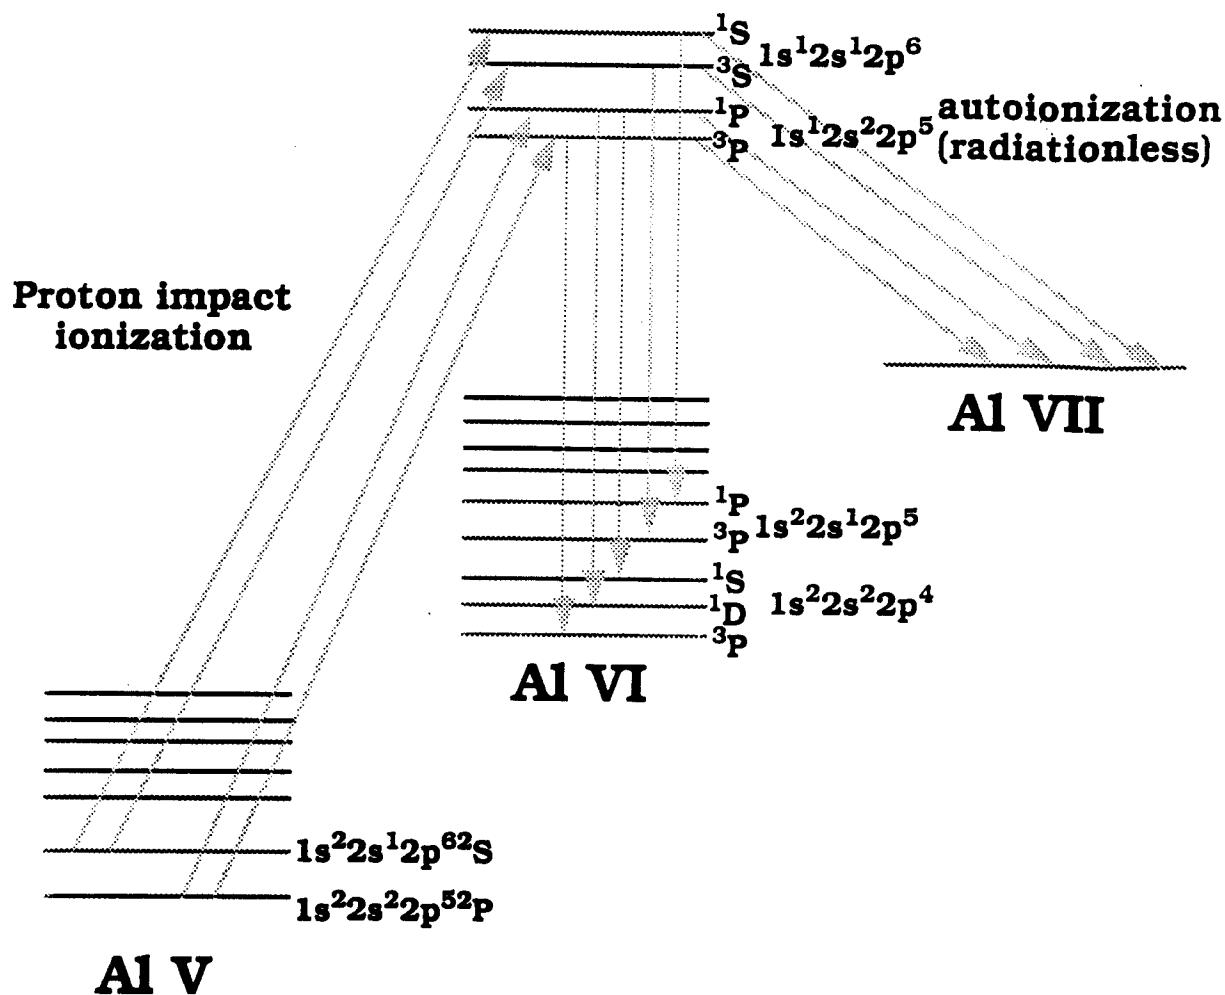 ¹S
1s¹2s¹2p⁶
³S
¹P
Is¹2s²2p⁵
³P
autoionization
(radiationless)
Proton impact
ionization
Al VII
¹P
³P 1s²2s¹2p⁵
¹S
¹D 1s²2s²2p⁴
³P
Al VI
1s²2s¹2p⁶²S
1s²2s²2p⁵²P
Al V